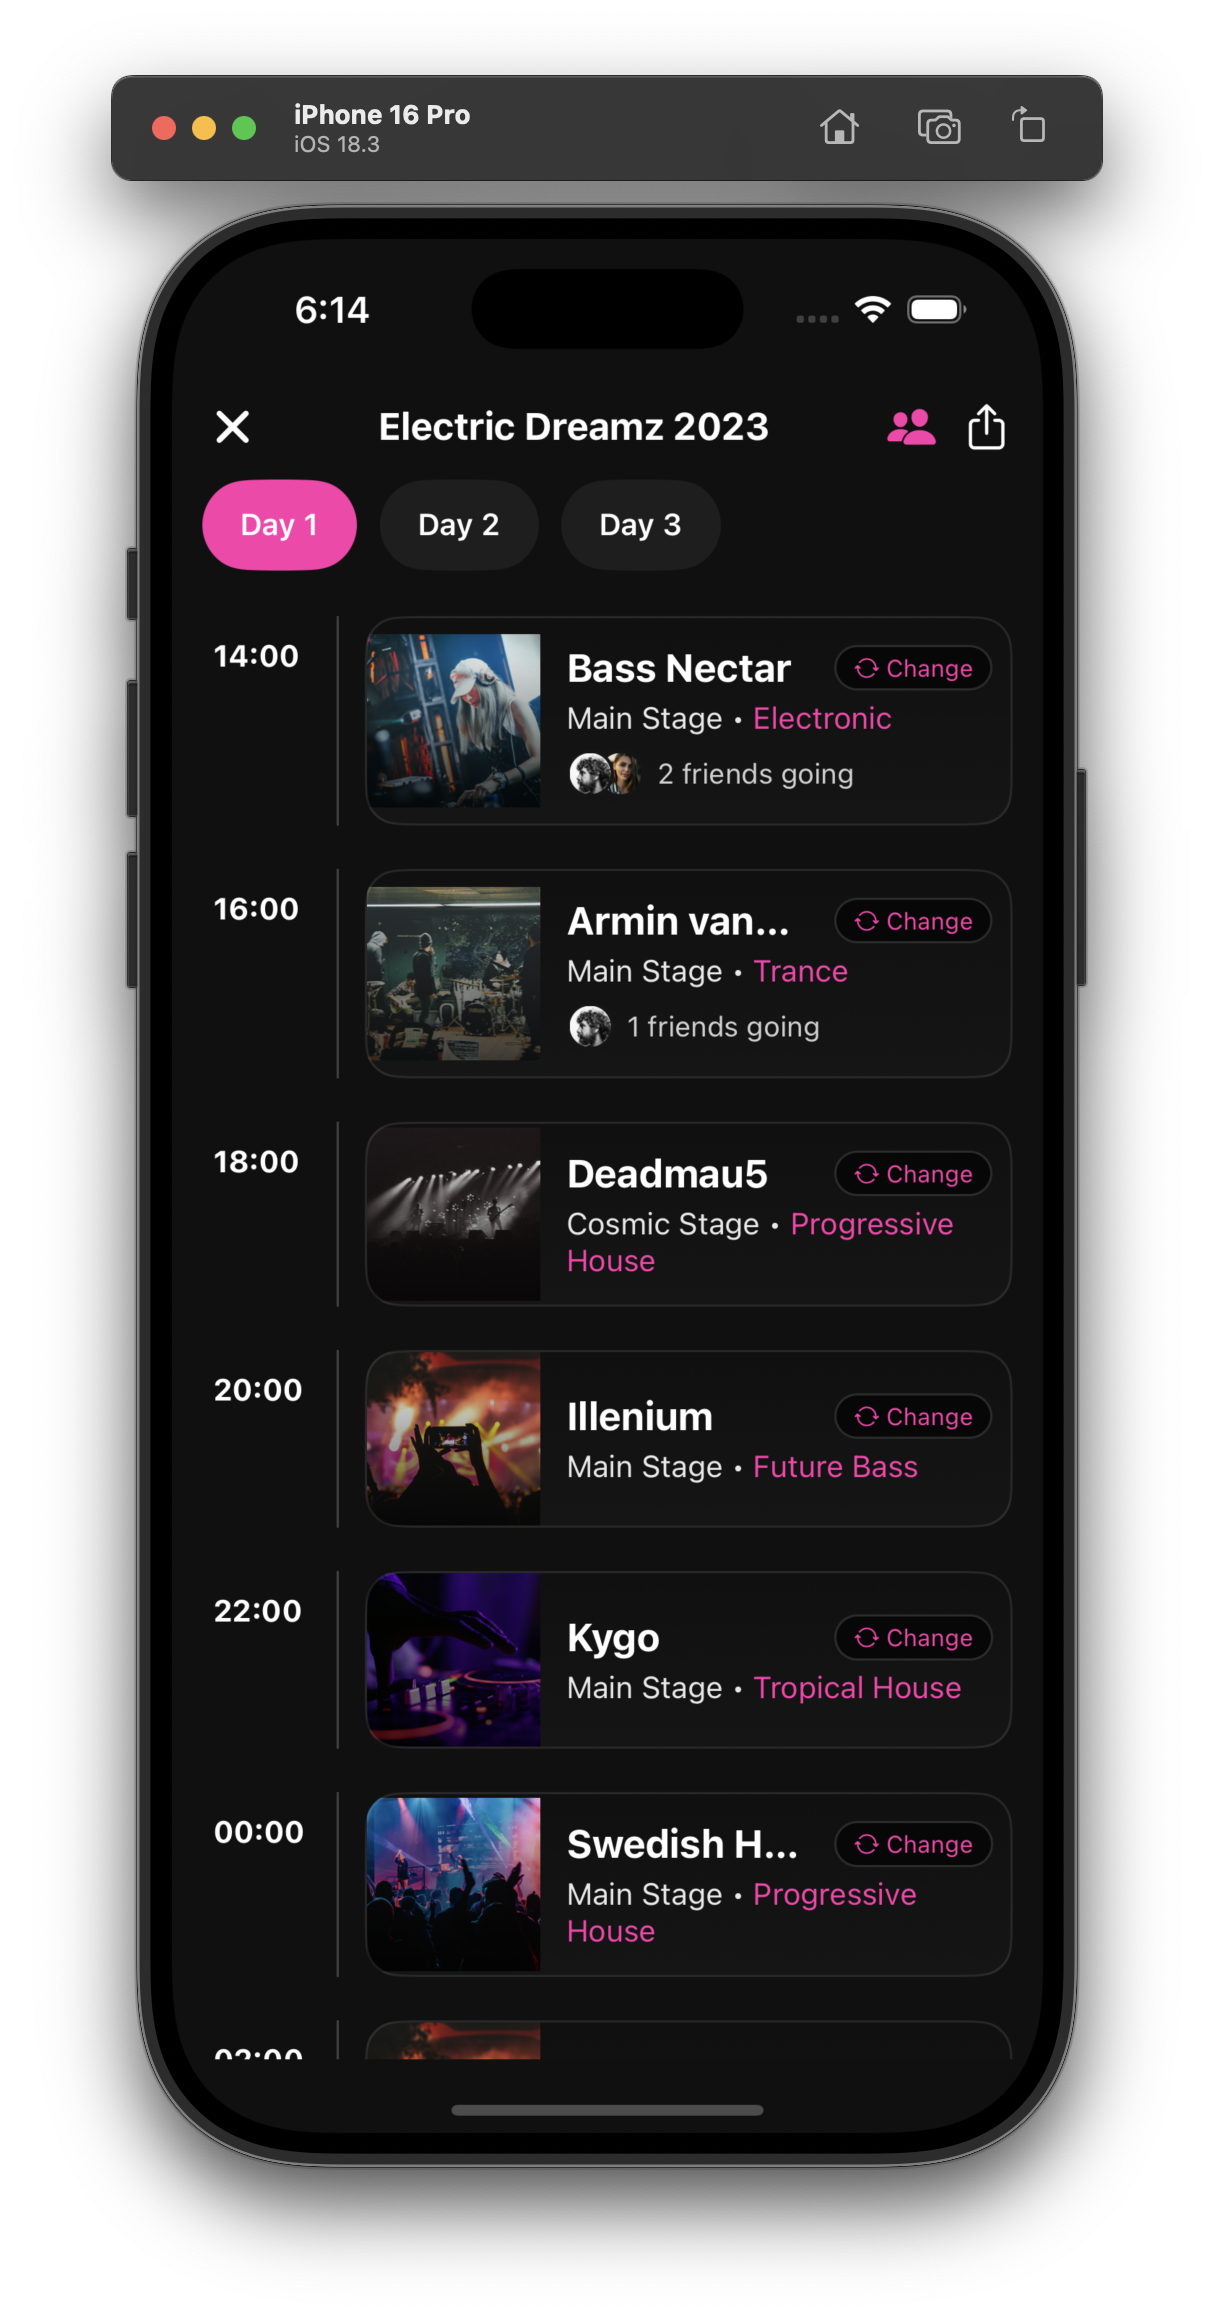 iPhone 16 Pro
iOS 18.3
6:14
Electric Dreamz 2023
Day 1
Day 2
Day 3
14:00
Bass Nectar
Change
Main Stage • Electronic
2 friends going
16:00
Armin van...
Change
Main Stage • Trance
1 friends going
18:00
Deadmau5
Change
Cosmic Stage • Progressive
House
20:00
Illenium
Change
Main Stage • Future Bass
22:00
Kygo
Change
Main Stage • Tropical House
00:00
Swedish H...
Change
Main Stage • Progressive
House